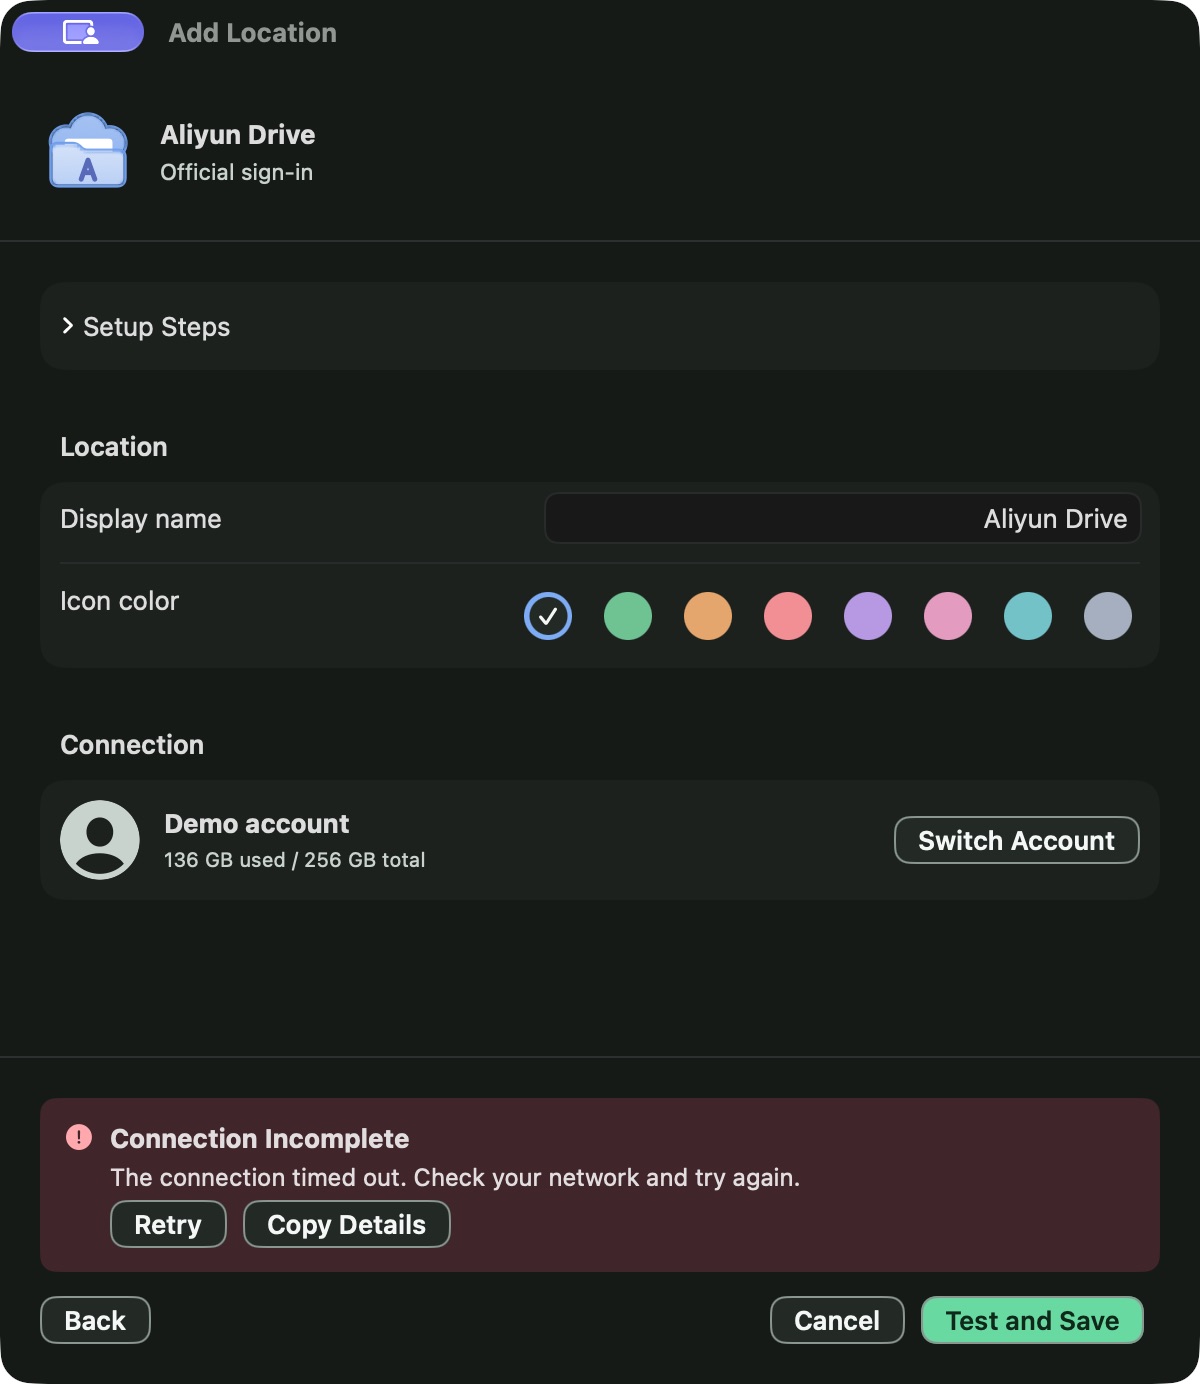 Add Location
Aliyun Drive
Official sign-in
Setup Steps
Location
Display name
Aliyun Drive
Icon color
Connection
Demo account
136 GB used / 256 GB total
Switch Account
Connection Incomplete
The connection timed out. Check your network and try again.
Retry
Copy Details
Back
Cancel
Test and Save